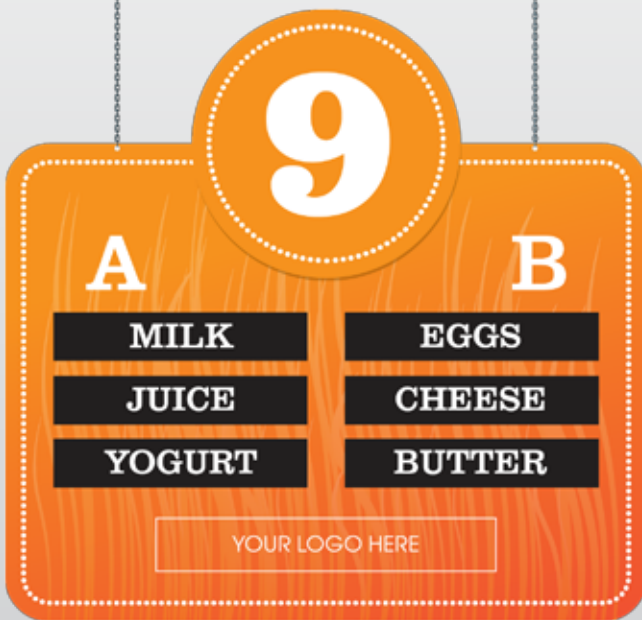 9
A
B
MILK
EGGS
JUICE
CHEESE
YOGURT
BUTTER
YOUR LOGO HERE